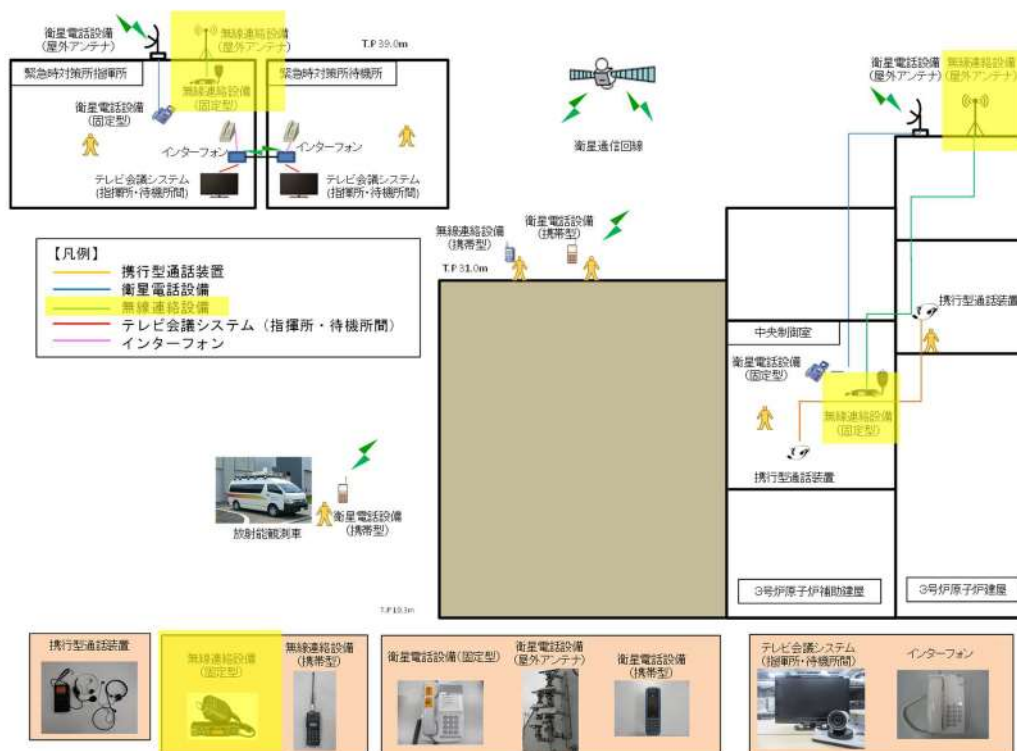 衛星電話設備
(屋外アンテナ)
無線連絡設備
(屋外アンテナ)
T.P 39.0m
緊急時対策所指揮所
緊急時対策所待機所
無線連絡設備
(固定型)
衛星電話設備
(固定型)
インターフォン
インターフォン
テレビ会議システム
(指揮所・待機所間)
テレビ会議システム
(指揮所・待機所間)
衛星通信回線
衛星電話設備
(屋外アンテナ)
無線連絡設備
(屋外アンテナ)
【凡例】
携行型通話装置
衛星電話設備
無線連絡設備
テレビ会議システム（指揮所・待機所間）
インターフォン
無線連絡設備
(携帯型)
衛星電話設備
(携帯型)
T.P 31.0m
携行型通話装置
中央制御室
衛星電話設備
(固定型)
無線連絡設備
(固定型)
携行型通話装置
放射能観測車
衛星電話設備
(携帯型)
3号炉原子炉補助建屋
3号炉原子炉建屋
携行型通話装置
無線連絡設備
(固定型)
無線連絡設備
(携帯型)
衛星電話設備(固定型)
衛星電話設備
(屋外アンテナ)
衛星電話設備
(携帯型)
テレビ会議システム
(指揮所・待機所間)
インターフォン